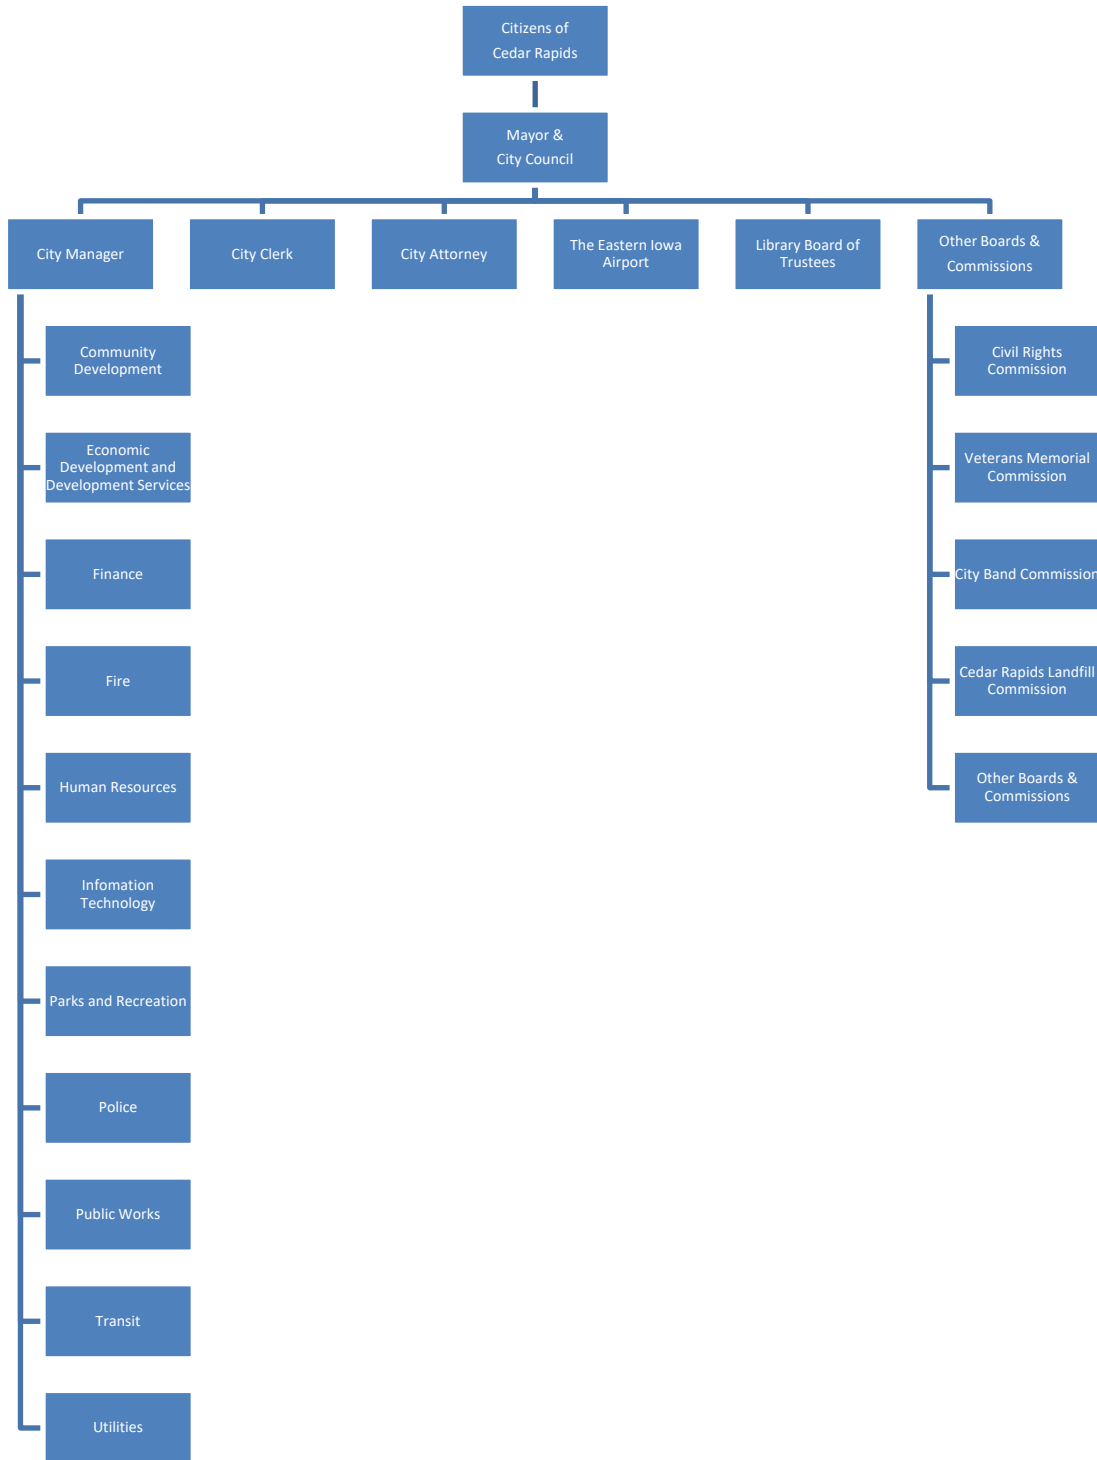 Citizens of
Cedar Rapids
Mayor &
City Council
City Manager
City Clerk
City Attorney
The Eastern Iowa
Airport
Library Board of
Trustees
Other Boards &
Commissions
Community
Development
Economic
Development and
Development Services
Finance
Fire
Human Resources
Infomation
Technology
Parks and Recreation
Police
Public Works
Transit
Utilities
Civil Rights
Commission
Veterans Memorial
Commission
City Band Commission
Cedar Rapids Landfill
Commission
Other Boards &
Commissions